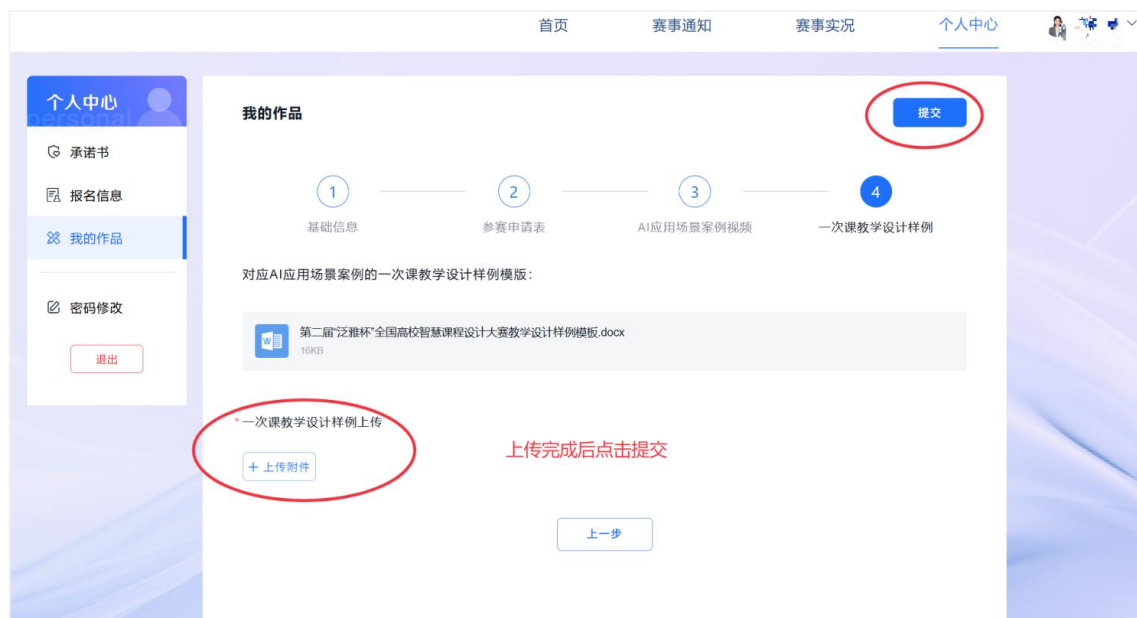 首页 赛事通知 赛事实况 个人中心
个人中心
personal
承诺书
报名信息
我的作品
密码修改
退出
我的作品
提交
1 2 3 4
基础信息 参赛申请表 AI应用场景案例视频 一次课教学设计样例
对应AI应用场景案例的一次课教学设计样例模版：
第二届“泛雅杯”全国高校智慧课程设计大赛教学设计样例模板.docx
16KB
* 一次课教学设计样例上传
+ 上传附件
上传完成后点击提交
上一步